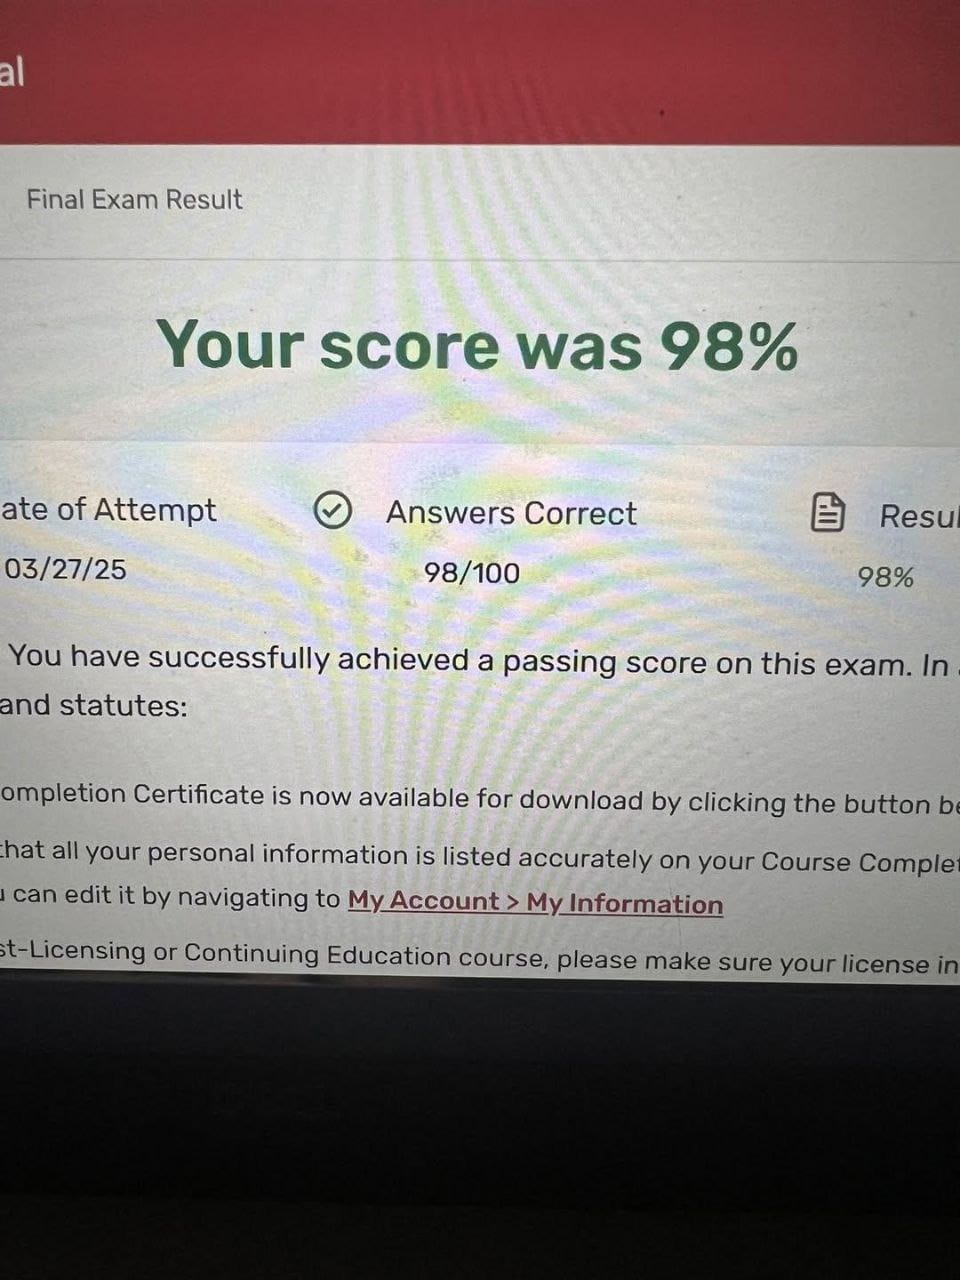 al
Final Exam Result
Your score was 98%
ate of Attempt
Answers Correct
Resul
03/27/25
98/100
98%
You have successfully achieved a passing score on this exam. In
and statutes:
ompletion Certificate is now available for download by clicking the button be
that all your personal information is listed accurately on your Course Complet
u can edit it by navigating to My Account > My Information
st-Licensing or Continuing Education course, please make sure your license in